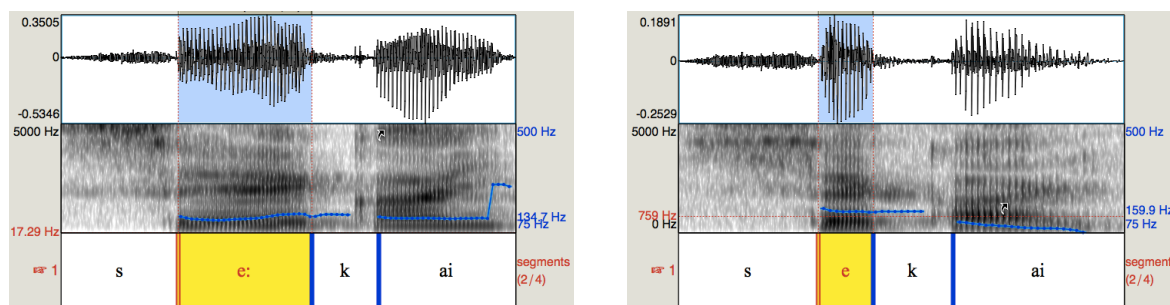 0.3505
0
-0.5346
5000 Hz
500 Hz
134.7 Hz
75 Hz
17.29 Hz
☞ 1
s
e:
k
ai
segments
(2/4)
0.1891
0
-0.2529
5000 Hz
500 Hz
759 Hz
0 Hz
159.9 Hz
75 Hz
☞ 1
s
e
k
ai
segments
(2/4)